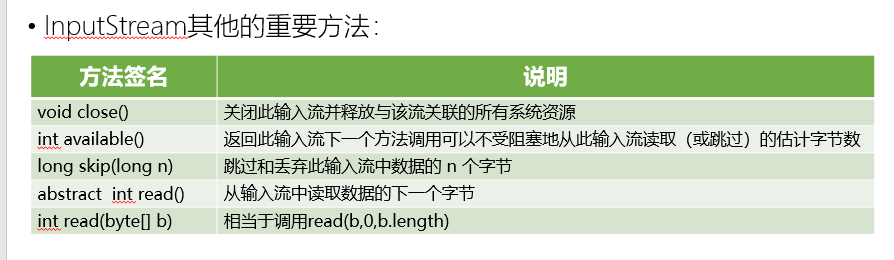 • InputStream其他的重要方法：
方法签名 说明
void close() 关闭此输入流并释放与该流关联的所有系统资源
int available() 返回此输入流下一个方法调用可以不受阻塞地从此输入流读取（或跳过）的估计字节数
long skip(long n) 跳过和丢弃此输入流中数据的 n 个字节
abstract  int read() 从输入流中读取数据的下一个字节
int read(byte[] b) 相当于调用read(b,0,b.length)